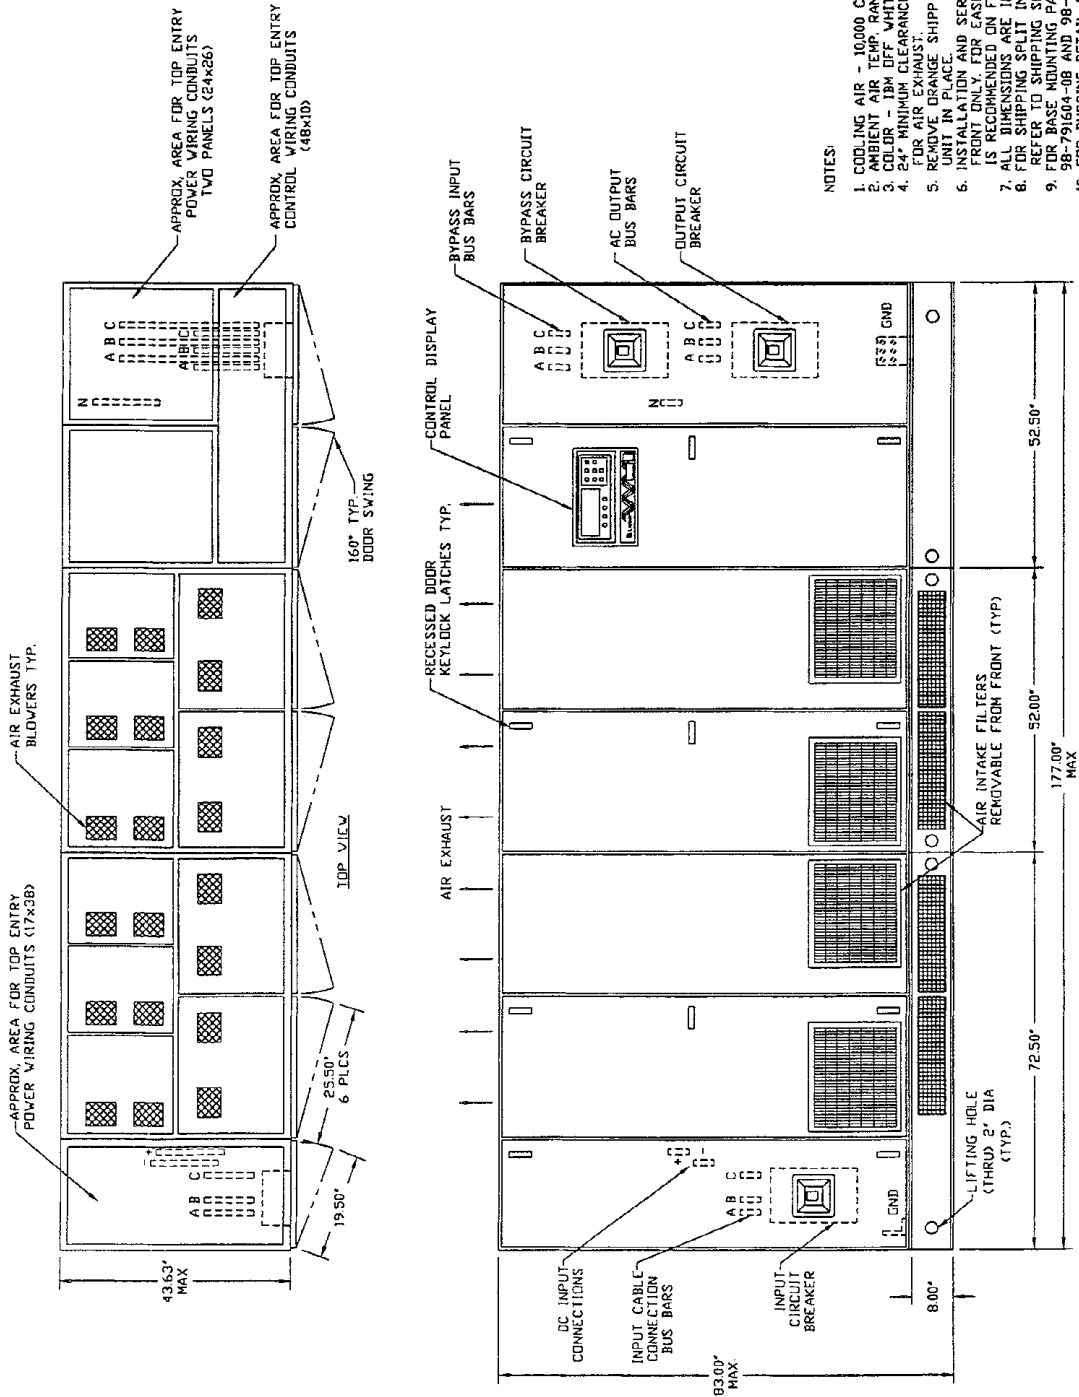 APPROX. AREA FOR TOP ENTRY
POWER WIRING CONDUITS (17x38)
AIR EXHAUST
BLOWERS TYP.
APPROX. AREA FOR TOP ENTRY
POWER WIRING CONDUITS
TWO PANELS (24x26)
APPROX. AREA FOR TOP ENTRY
CONTROL WIRING CONDUITS
(48x10)
43.63"
MAX
+
-
A B C
N
A B C
A B C
19.50"
25.50"
6 PLCS
TOP VIEW
160° TYP.
DOOR SWING
AIR EXHAUST
RECESSED DOOR
KEYLOCK LATCHES TYP.
CONTROL DISPLAY
PANEL
BYPASS INPUT
BUS BARS
BYPASS CIRCUIT
BREAKER
AC OUTPUT
BUS BARS
OUTPUT CIRCUIT
BREAKER
DC INPUT
CONNECTIONS
INPUT CABLE
CONNECTION
BUS BARS
INPUT
CIRCUIT
BREAKER
+
-
A B C
GND
N
A B C
A B C
GND
83.00"
MAX.
8.00"
LIFTING HOLE
(THRU) 2" DIA
(TYP.)
AIR INTAKE FILTERS
REMOVABLE FROM FRONT (TYP)
72.50"
52.00"
52.50"
177.00"
MAX
NOTES:
1. COOLING AIR - 10,000 C
2. AMBIENT AIR TEMP. RAN
3. COLOR - IBM OFF WHIT
4. 24" MINIMUM CLEARANC
FOR AIR EXHAUST.
5. REMOVE ORANGE SHIPP
UNIT IN PLACE.
6. INSTALLATION AND SER
FRONT ONLY. FOR EASI
IS RECOMMENDED ON F
7. ALL DIMENSIONS ARE I
8. FOR SHIPPING SPLIT IN
REFER TO SHIPPING S
9. FOR BASE MOUNTING PA
98-791604-08 AND 98-